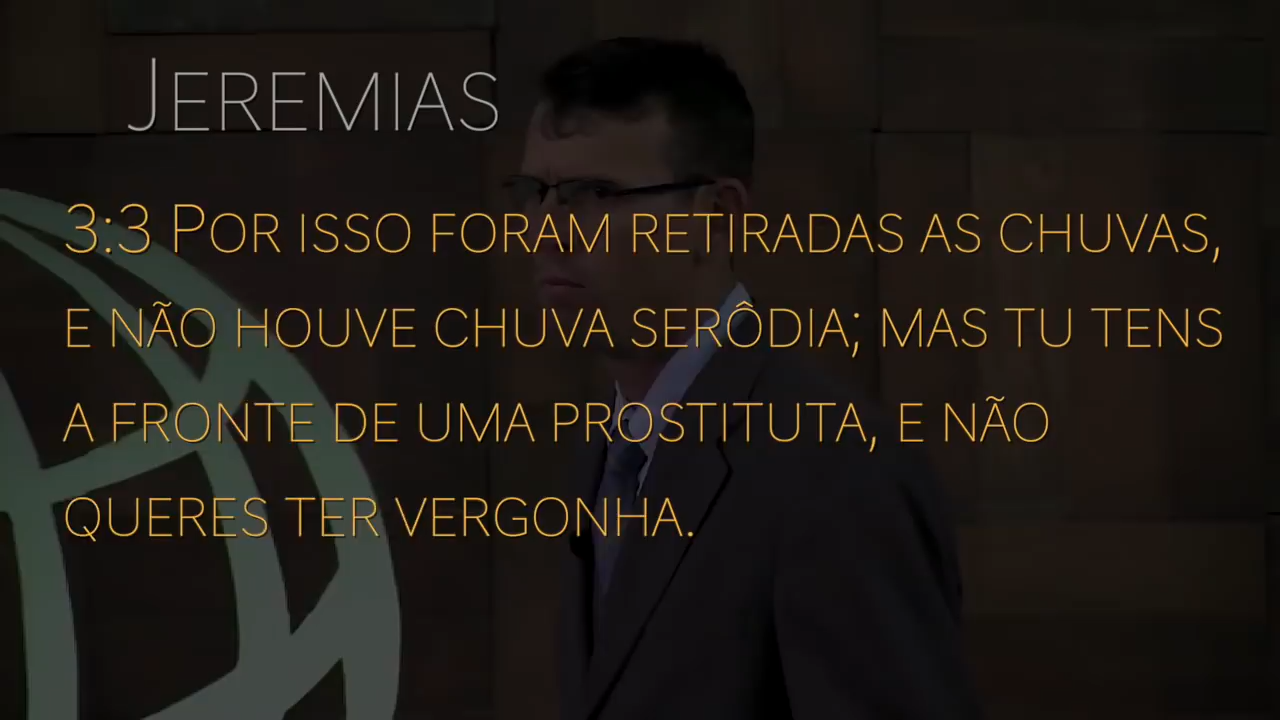 Jeremias
3:3 Por isso foram retiradas as chuvas,
e não houve chuva serôdia; mas tu tens
a fronte de uma prostituta, e não
queres ter vergonha.